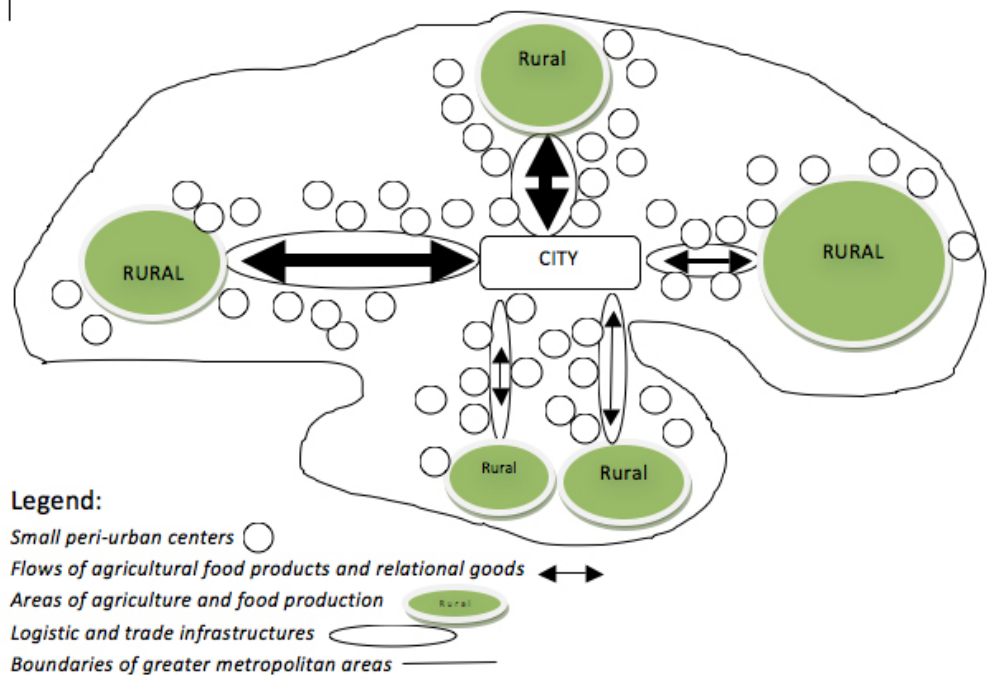 Rural
RURAL
CITY
RURAL
Rural
Rural
Legend:
Small peri-urban centers
Flows of agricultural food products and relational goods
Areas of agriculture and food production
Rural
Logistic and trade infrastructures
Boundaries of greater metropolitan areas